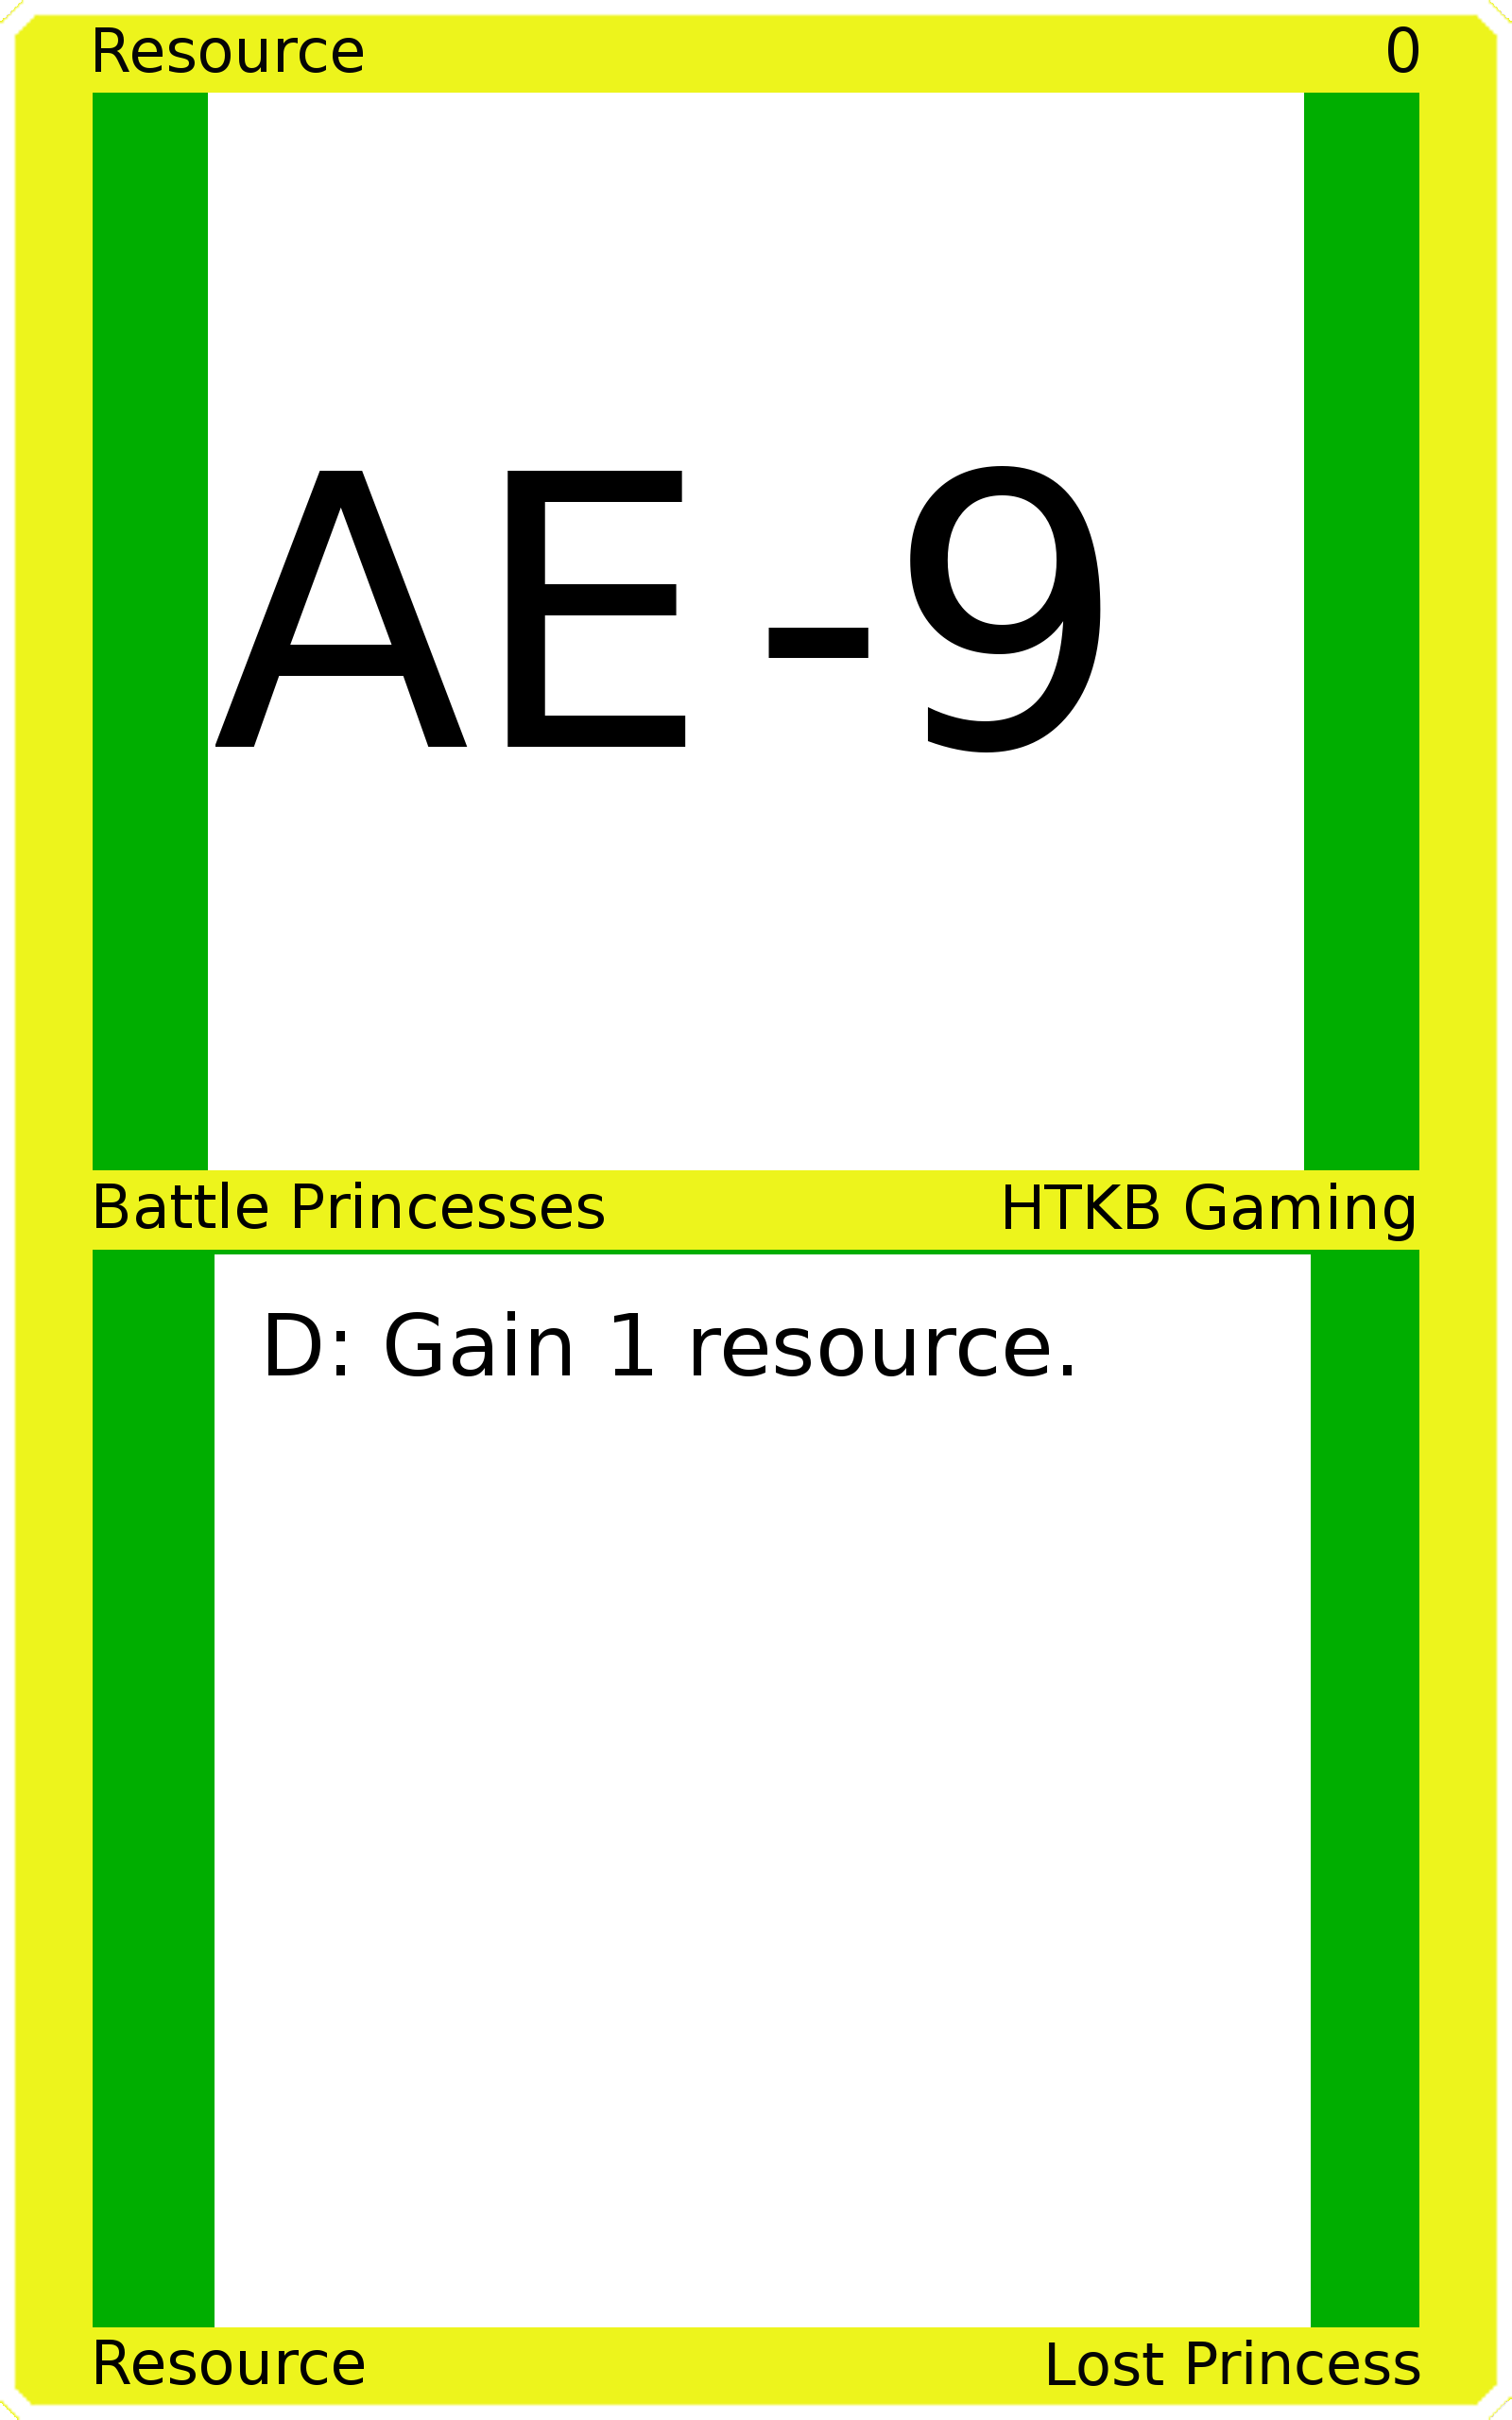 Resource 0
AE-9
Battle Princesses HTKB Gaming
D: Gain 1 resource.
Resource Lost Princess